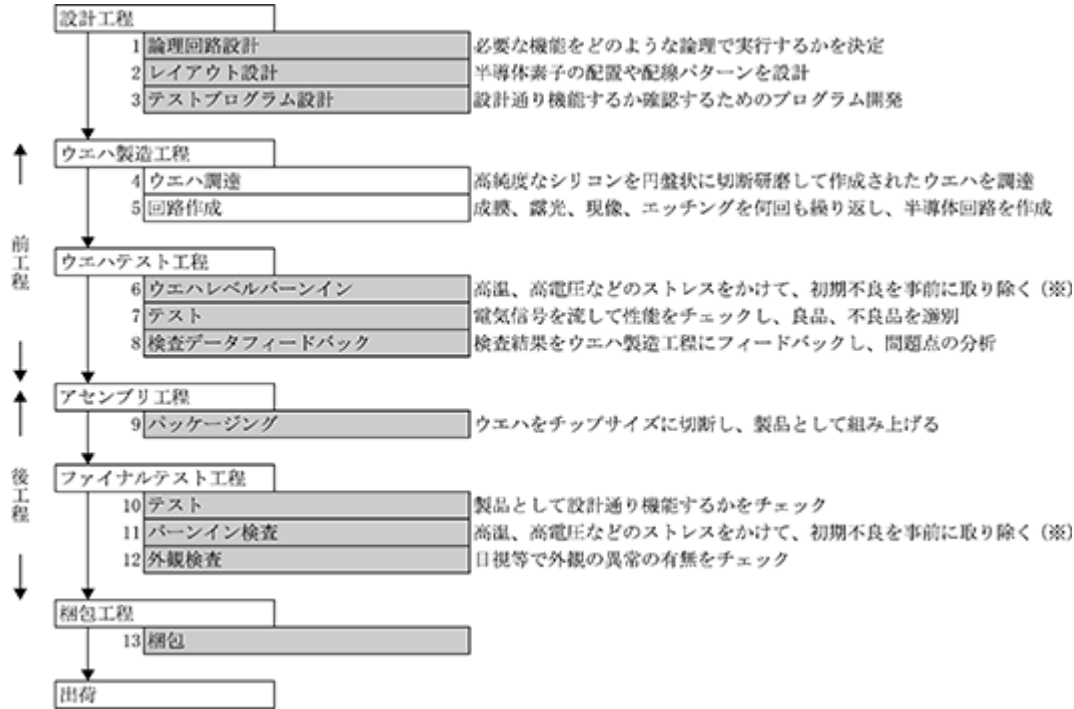 設計工程
1 論理回路設計 必要な機能をどのような論理で実行するかを決定
2 レイアウト設計 半導体素子の配置や配線パターンを設計
3 テストプログラム設計 設計通り機能するか確認するためのプログラム開発
ウエハ製造工程
4 ウエハ調達 高純度なシリコンを円盤状に切断研磨して作成されたウエハを調達
5 回路作成 成膜、露光、現像、エッチングを何回も繰り返し、半導体回路を作成
前工程
ウエハテスト工程
6 ウエハレベルバーンイン 高温、高電圧などのストレスをかけて、初期不良を事前に取り除く(※)
7 テスト 電気信号を流して性能をチェックし、良品、不良品を選別
8 検査データフィードバック 検査結果をウエハ製造工程にフィードバックし、問題点の分析
アセンブリ工程
9 パッケージング ウエハをチップサイズに切断し、製品として組み上げる
後工程
ファイナルテスト工程
10 テスト 製品として設計通り機能するかをチェック
11 バーンイン検査 高温、高電圧などのストレスをかけて、初期不良を事前に取り除く(※)
12 外観検査 目視等で外観の異常の有無をチェック
梱包工程
13 梱包
出荷